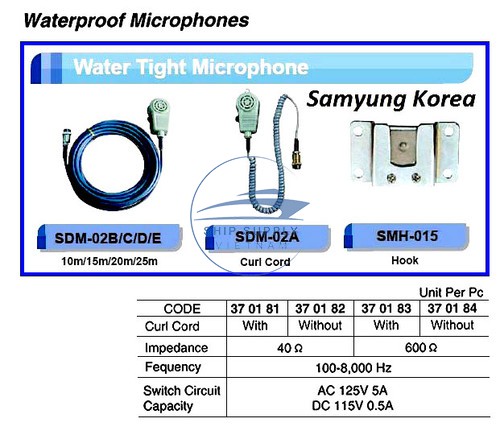 Waterproof Microphones
Water Tight Microphone
Samyung Korea
SHIP SUPPLY
VIETNAM
SDM-02B/C/D/E SDM-02A SMH-015
10m/15m/20m/25m Curl Cord Hook
Unit Per Pc
CODE 37 01 81 37 01 82 37 01 83 37 01 84
Curl Cord With Without With Without
Impedance 40 Ω 600 Ω
Fequency 100-8,000 Hz
Switch Circuit AC 125V 5A
Capacity DC 115V 0.5A